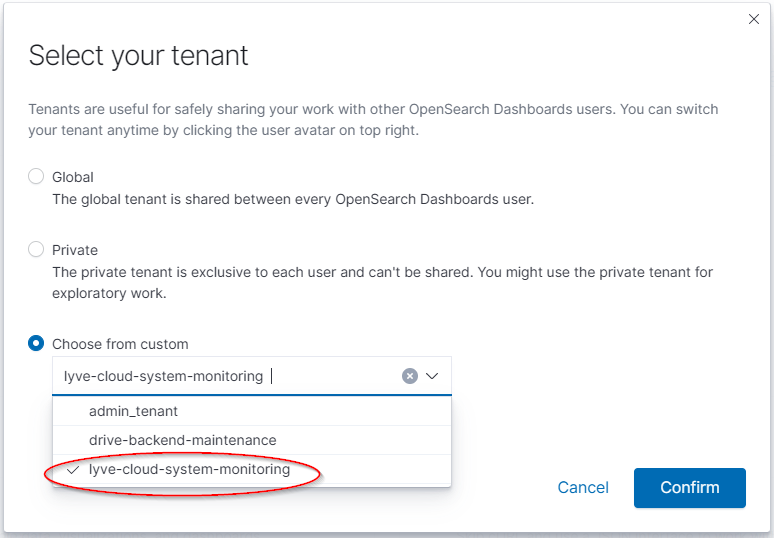 Select your tenant
Tenants are useful for safely sharing your work with other OpenSearch Dashboards users. You can switch
your tenant anytime by clicking the user avatar on top right.
Global
The global tenant is shared between every OpenSearch Dashboards user.
Private
The private tenant is exclusive to each user and can't be shared. You might use the private tenant for
exploratory work.
Choose from custom
lyve-cloud-system-monitoring
admin_tenant
drive-backend-maintenance
lyve-cloud-system-monitoring
Cancel
Confirm